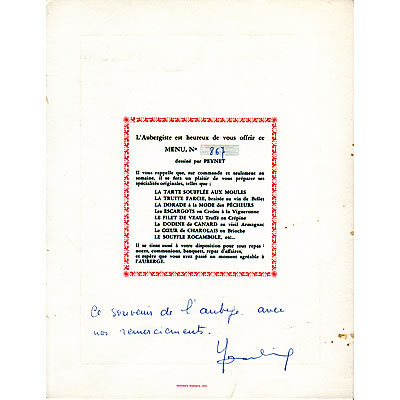 L'Aubergiste est heureux de vous offrir ce
MENU, N° 867
dessiné par PEYNET
Il vous rappelle que, sur commande et seulement en
semaine, il se fera un plaisir de vous préparer ses
spécialités originales, telles que :
LA TARTE SOUFFLÉE AUX MOULES
LA TRUITE FARCIE, braisée au vin de Bellet
LA DORADE à la MODE des PÊCHEURS
Les ESCARGOTS en Croûte à la Vigneronne
LE FILET DE VEAU Truffé en Crépine
LA DODINE de CANARD au vieil Armagnac
Le CŒUR de CHAROLAIS en Brioche
LE SOUFFLÉ ROCAMBOLE, etc...
Il se tient aussi à votre disposition pour tous repas :
noces, communions, banquets, repas d'affaires,
et espère que vous avez passé un moment agréable à
l'AUBERGE.
Ce souvenir de l'auberge avec
nos remerciements.